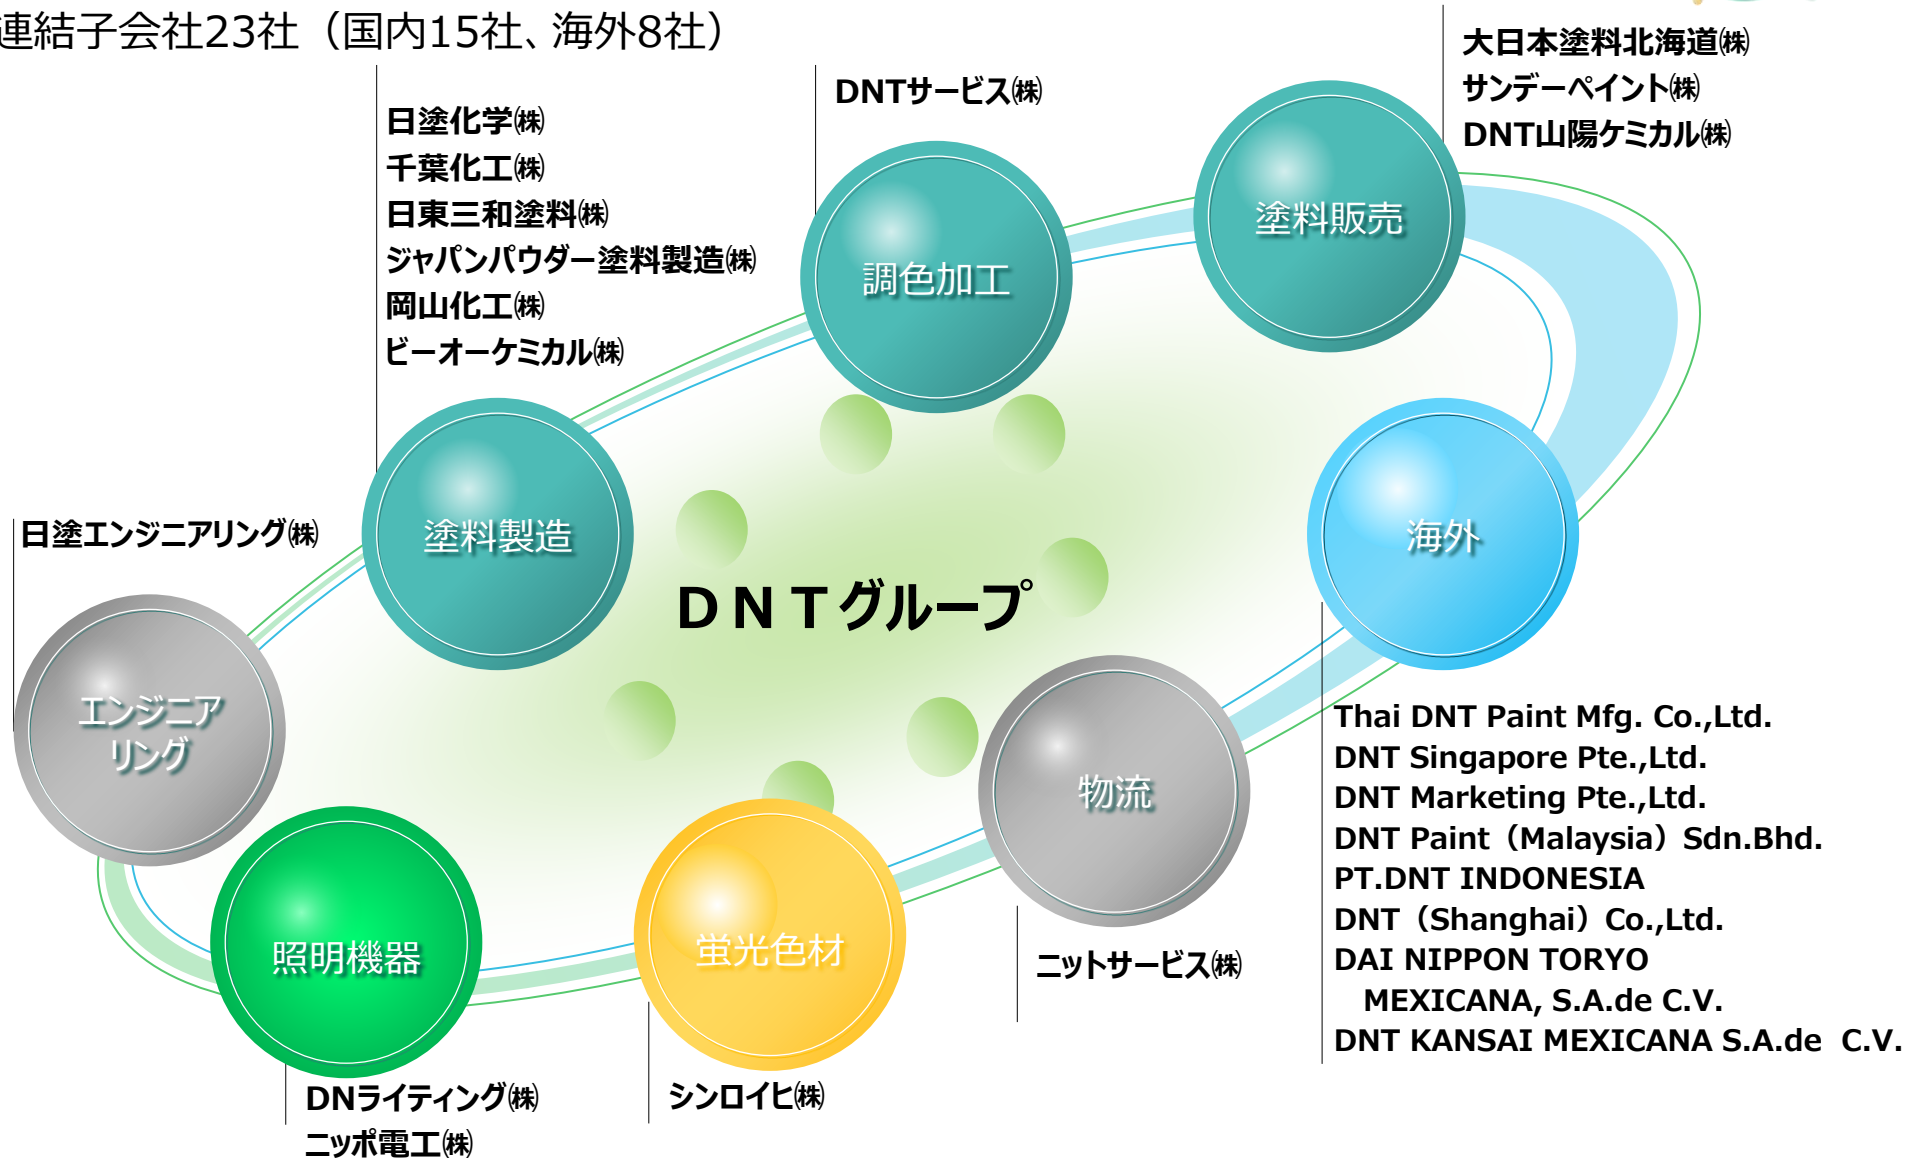 連結子会社23社（国内15社、海外8社）
大日本塗料北海道㈱
サンデーペイント㈱
DNT山陽ケミカル㈱
DNTサービス㈱
日塗化学㈱
千葉化工㈱
日東三和塗料㈱
ジャパンパウダー塗料製造㈱
岡山化工㈱
ビーオーケミカル㈱
塗料販売
調色加工
塗料製造
海外
日塗エンジニアリング㈱
ＤＮＴグループ
エンジニア
リング
物流
照明機器
蛍光色材
Thai DNT Paint Mfg. Co.,Ltd.
DNT Singapore Pte.,Ltd.
DNT Marketing Pte.,Ltd.
DNT Paint（Malaysia）Sdn.Bhd.
PT.DNT INDONESIA
DNT（Shanghai）Co.,Ltd.
DAI NIPPON TORYO
MEXICANA, S.A.de C.V.
DNT KANSAI MEXICANA S.A.de C.V.
ニットサービス㈱
シンロイヒ㈱
DNライティング㈱
ニッポ電工㈱